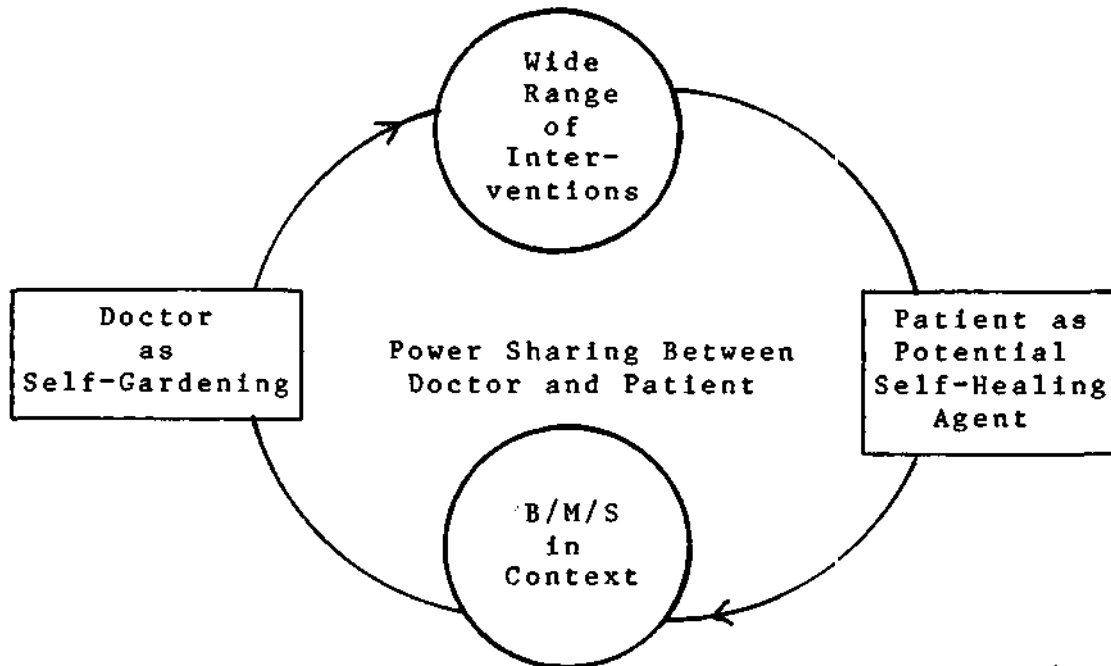 Wide
Range
of
Inter-
ventions
Doctor
as
Self-Gardening
Power Sharing Between
Doctor and Patient
Patient as
Potential
Self-Healing
Agent
B/M/S
in
Context